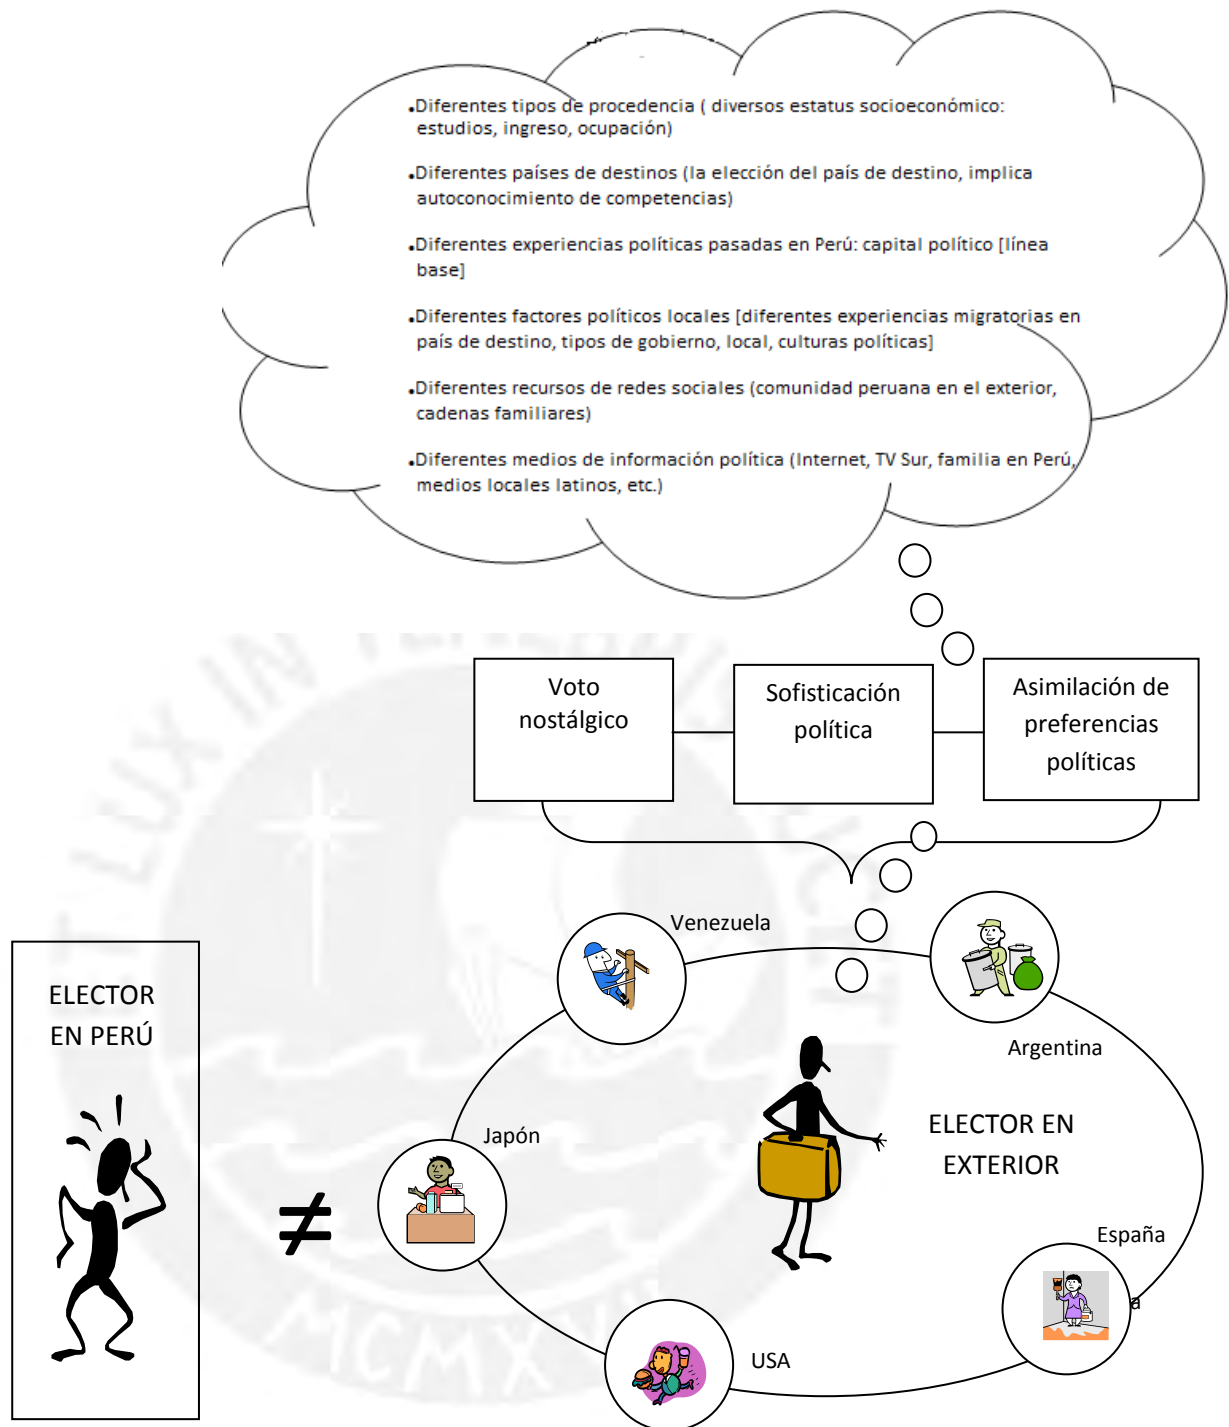 •Diferentes tipos de procedencia ( diversos estatus socioeconómico:
estudios, ingreso, ocupación)
•Diferentes países de destinos (la elección del país de destino, implica
autoconocimiento de competencias)
•Diferentes experiencias políticas pasadas en Perú: capital político [línea
base]
•Diferentes factores políticos locales [diferentes experiencias migratorias en
país de destino, tipos de gobierno, local, culturas políticas]
•Diferentes recursos de redes sociales (comunidad peruana en el exterior,
cadenas familiares)
•Diferentes medios de información política (Internet, TV Sur, familia en Perú,
medios locales latinos, etc.)
Voto
nostálgico
Sofisticación
política
Asimilación de
preferencias
políticas
Venezuela
Argentina
ELECTOR
EN PERÚ
Japón
≠
ELECTOR EN
EXTERIOR
España
a
USA
ET LUX IN
MCMXVII